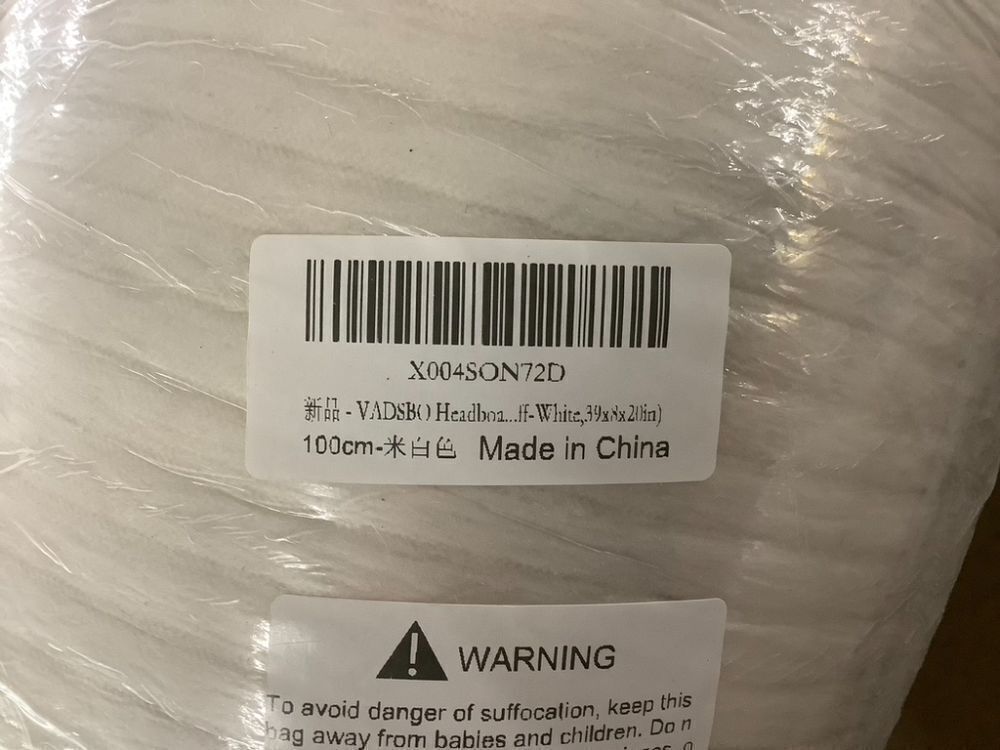 X004SON72D
新品 - VADSBO Headboa...ff-White,39x8x20in)
100cm-米白色 Made in China
WARNING
To avoid danger of suffocation, keep this
bag away from babies and children. Do n